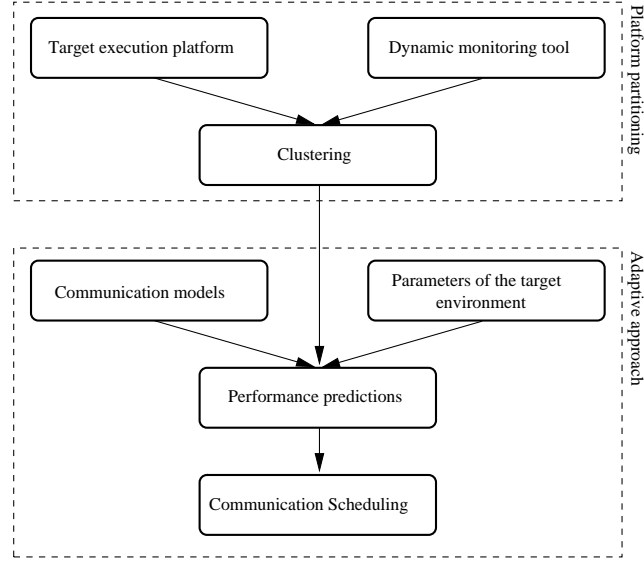 Target execution platform
Dynamic monitoring tool
Clustering
Platform partitioning
Communication models
Parameters of the target
environment
Performance predictions
Communication Scheduling
Adaptive approach